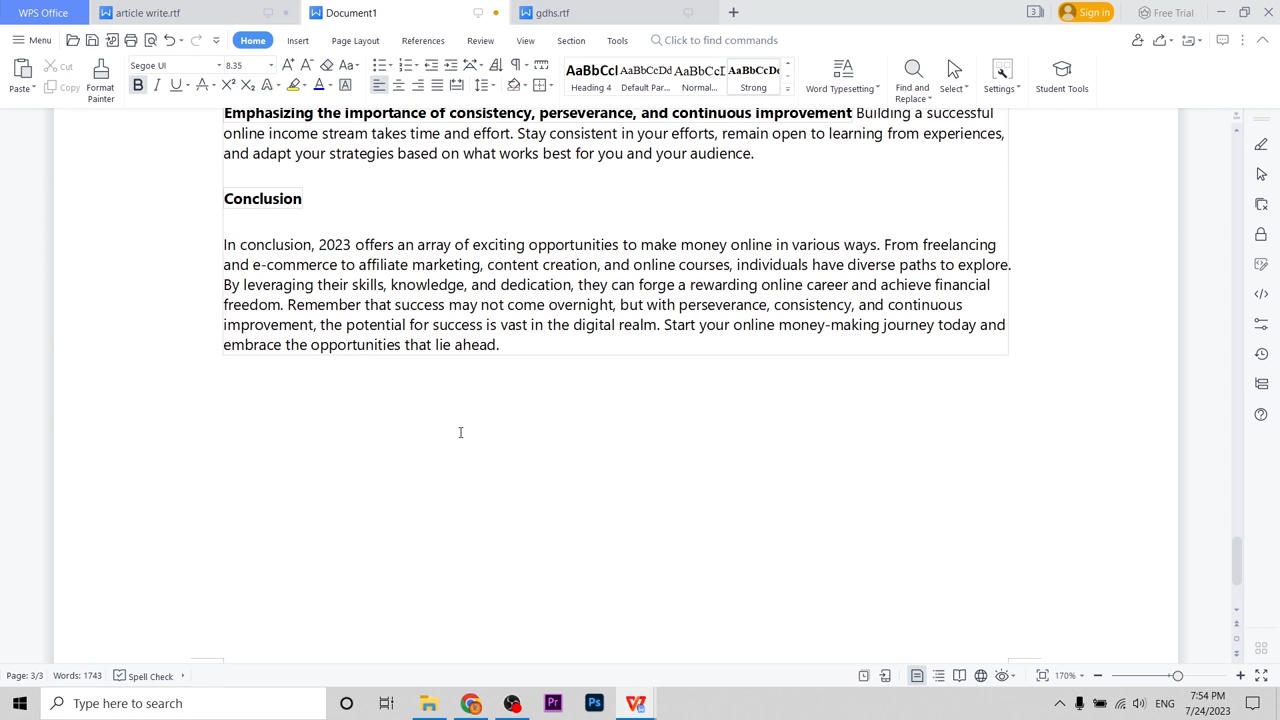 WPS Office
article write.rtf
Document1
gdhs.rtf
3
Sign in
Free Trial
Menu
Home
Insert
Page Layout
References
Review
View
Section
Tools
Click to find commands
Paste
Cut
Copy
Format Painter
Segoe UI
8.35
AaBbCcl
Heading 4
AaBbCcDd
Default Par...
AaBbCcD
Normal...
AaBbCcDc
Strong
Word Typesetting
Find and Replace
Select
Settings
Student Tools
Emphasizing the importance of consistency, perseverance, and continuous improvement Building a successful
online income stream takes time and effort. Stay consistent in your efforts, remain open to learning from experiences,
and adapt your strategies based on what works best for you and your audience.
Conclusion
In conclusion, 2023 offers an array of exciting opportunities to make money online in various ways. From freelancing
and e-commerce to affiliate marketing, content creation, and online courses, individuals have diverse paths to explore.
By leveraging their skills, knowledge, and dedication, they can forge a rewarding online career and achieve financial
freedom. Remember that success may not come overnight, but with perseverance, consistency, and continuous
improvement, the potential for success is vast in the digital realm. Start your online money-making journey today and
embrace the opportunities that lie ahead.
Page: 3/3
Words: 1743
Spell Check
170%
Type here to search
Pr
Ps
ENG
7:54 PM
7/24/2023